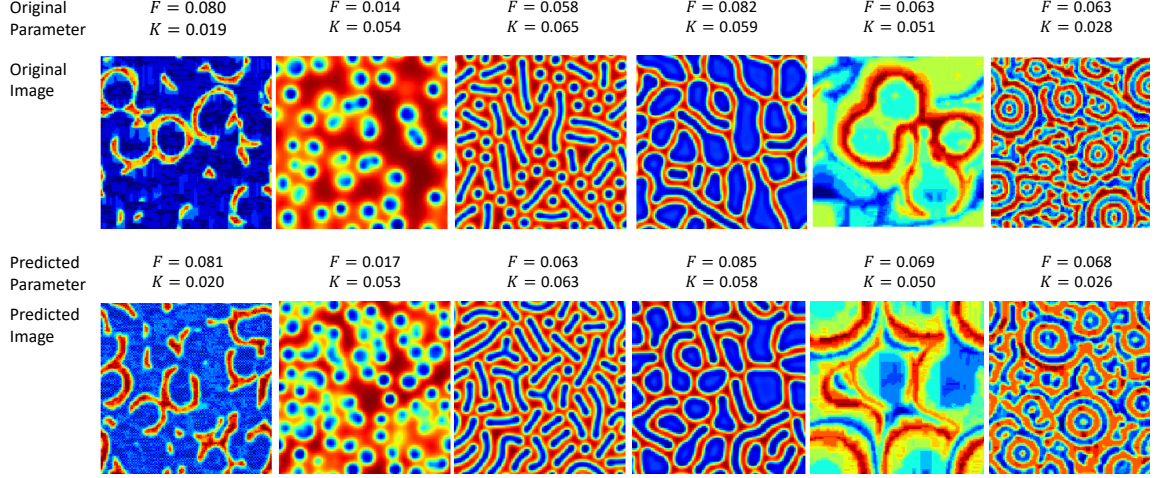 Original F = 0.080 F = 0.014 F = 0.058 F = 0.082 F = 0.063 F = 0.063
Parameter K = 0.019 K = 0.054 K = 0.065 K = 0.059 K = 0.051 K = 0.028
Original
Image
Predicted F = 0.081 F = 0.017 F = 0.063 F = 0.085 F = 0.069 F = 0.068
Parameter K = 0.020 K = 0.053 K = 0.063 K = 0.058 K = 0.050 K = 0.026
Predicted
Image